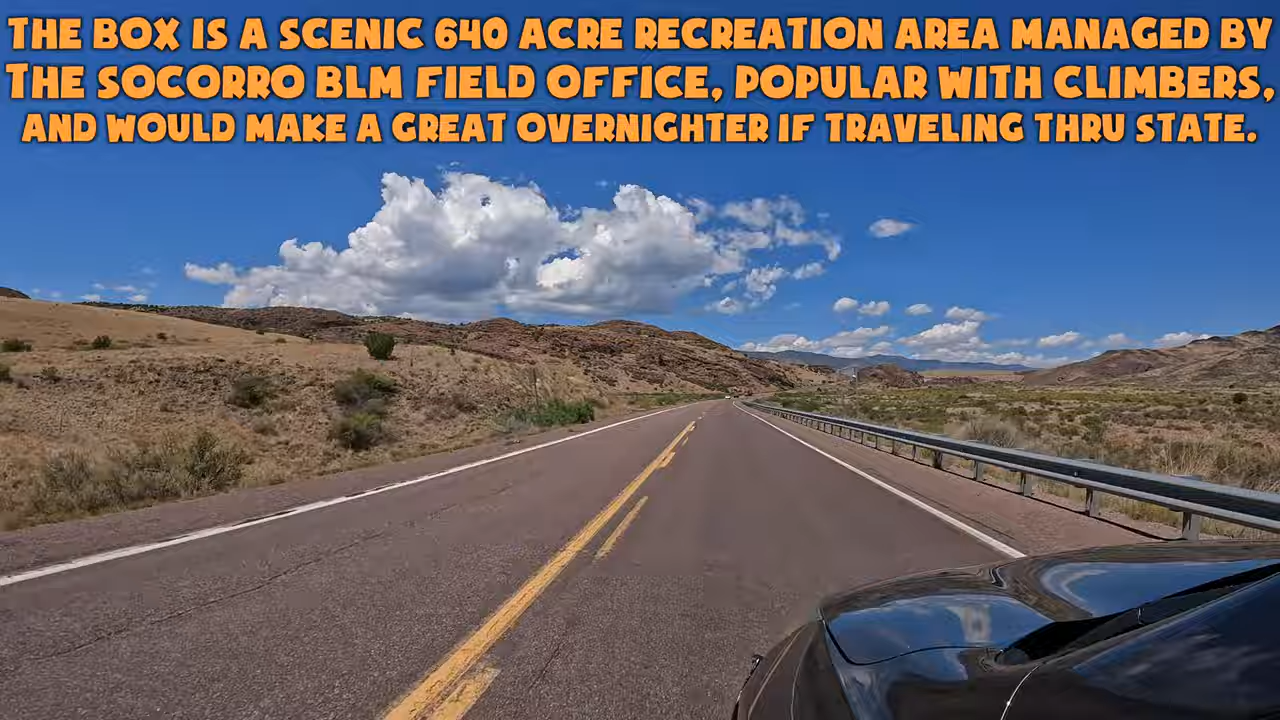 THE BOX IS A SCENIC 640 ACRE RECREATION AREA MANAGED BY
THE SOCORRO BLM FIELD OFFICE, POPULAR WITH CLIMBERS,
AND WOULD MAKE A GREAT OVERNIGHTER IF TRAVELING THRU STATE.